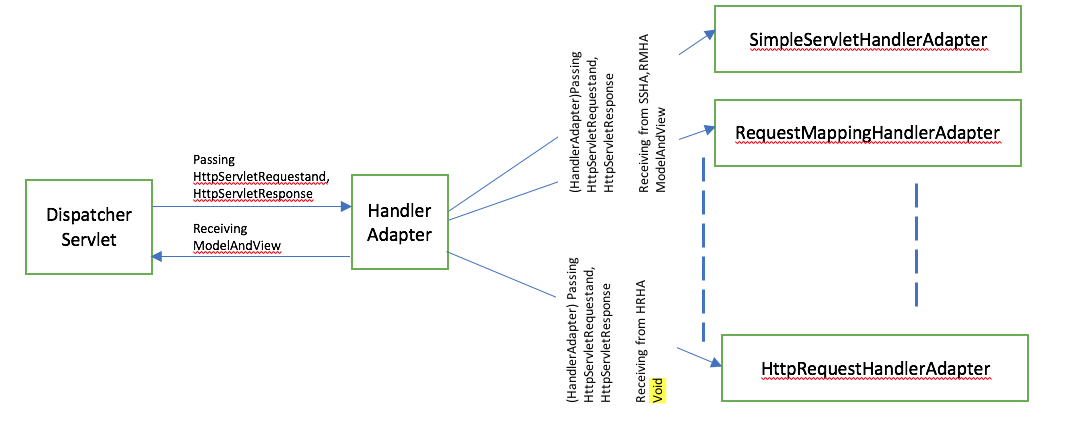 SimpleServletHandlerAdapter
(HandlerAdapter)Passing
HttpServletRequestand,
HttpServletResponse
Receiving from SSHA,RMHA
ModelAndView
RequestMappingHandlerAdapter
Passing
HttpServletRequestand,
HttpServletResponse
Dispatcher
Servlet
Handler
Adapter
Receiving
ModelAndView
(HandlerAdapter) Passing
HttpServletRequestand,
HttpServletResponse
Receiving from HRHA
Void
HttpRequestHandlerAdapter